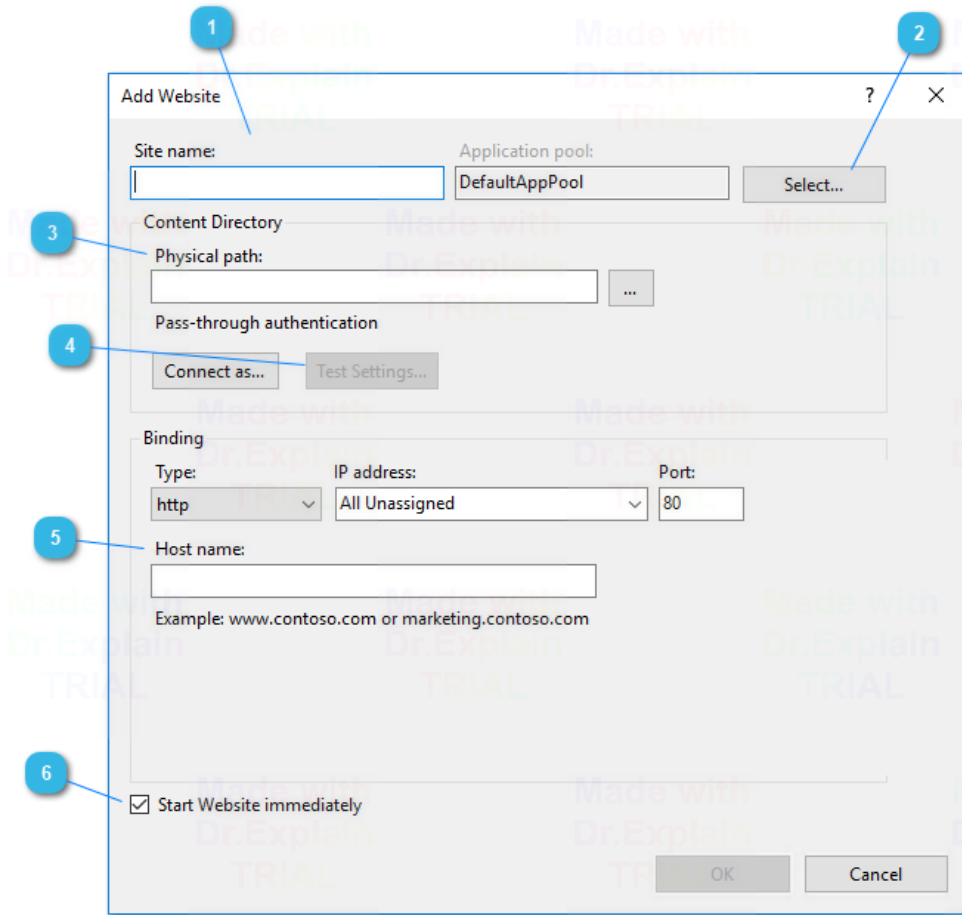 1
2
Add Website ? ×
Site name: Application pool:
DefaultAppPool Select...
Content Directory
3
Physical path:
...
Pass-through authentication
4
Connect as... Test Settings...
Binding
Type: IP address: Port:
http All Unassigned 80
5
Host name:
Example: www.contoso.com or marketing.contoso.com
6
Start Website immediately
OK Cancel
Made with
Dr.Explain
TRIAL